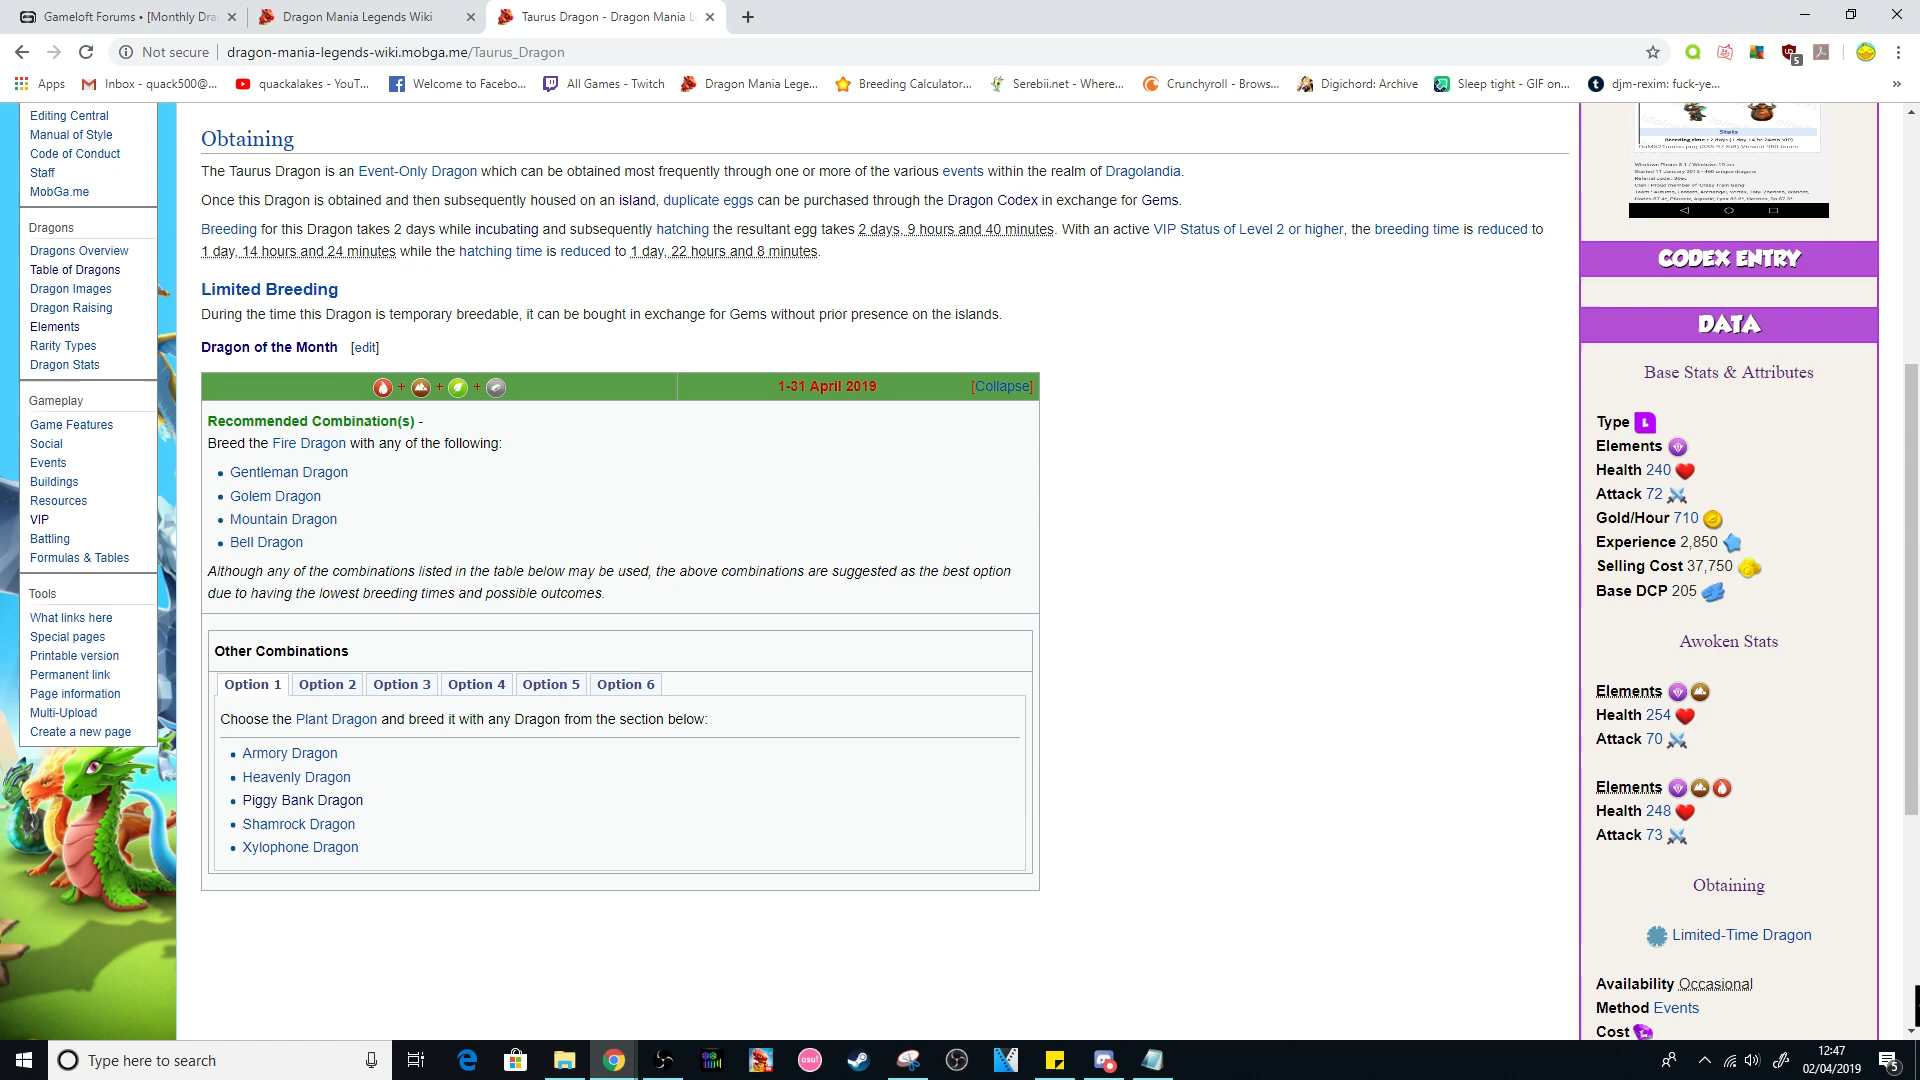 Gameloft Forums • [Monthly Dra
Dragon Mania Legends Wiki
Taurus Dragon - Dragon Mania L
Not secure
dragon-mania-legends-wiki.mobga.me/Taurus_Dragon
5
Apps
Inbox - quack500@...
quackalakes - YouT...
Welcome to Facebo...
All Games - Twitch
Dragon Mania Lege...
Breeding Calculator...
Serebii.net - Where...
Crunchyroll - Brows...
Digichord: Archive
Sleep tight - GIF on...
djm-rexim: fuck-ye...
Editing Central
Manual of Style
Code of Conduct
Staff
MobGa.me
Dragons
Dragons Overview
Table of Dragons
Dragon Images
Dragon Raising
Elements
Rarity Types
Dragon Stats
Gameplay
Game Features
Social
Events
Buildings
Resources
VIP
Battling
Formulas & Tables
Tools
What links here
Special pages
Printable version
Permanent link
Page information
Multi-Upload
Create a new page
Obtaining
The Taurus Dragon is an Event-Only Dragon which can be obtained most frequently through one or more of the various events within the realm of Dragolandia.
Once this Dragon is obtained and then subsequently housed on an island, duplicate eggs can be purchased through the Dragon Codex in exchange for Gems.
Breeding for this Dragon takes 2 days while incubating and subsequently hatching the resultant egg takes 2 days, 9 hours and 40 minutes. With an active VIP Status of Level 2 or higher, the breeding time is reduced to
1 day, 14 hours and 24 minutes while the hatching time is reduced to 1 day, 22 hours and 8 minutes.
Limited Breeding
During the time this Dragon is temporary breedable, it can be bought in exchange for Gems without prior presence on the islands.
Dragon of the Month [edit]
+ + +
1-31 April 2019
[Collapse]
Recommended Combination(s) -
Breed the Fire Dragon with any of the following:
Gentleman Dragon
Golem Dragon
Mountain Dragon
Bell Dragon
Although any of the combinations listed in the table below may be used, the above combinations are suggested as the best option
due to having the lowest breeding times and possible outcomes.
Other Combinations
Option 1
Option 2
Option 3
Option 4
Option 5
Option 6
Choose the Plant Dragon and breed it with any Dragon from the section below:
Armory Dragon
Heavenly Dragon
Piggy Bank Dragon
Shamrock Dragon
Xylophone Dragon
Stats
CODEX ENTRY
DATA
Base Stats & Attributes
Type L
Elements
Health 240
Attack 72
Gold/Hour 710
Experience 2,850
Selling Cost 37,750
Base DCP 205
Awoken Stats
Elements
Health 254
Attack 70
Elements
Health 248
Attack 73
Obtaining
Limited-Time Dragon
Availability Occasional
Method Events
Cost
Type here to search
osu!
12:47
02/04/2019
5